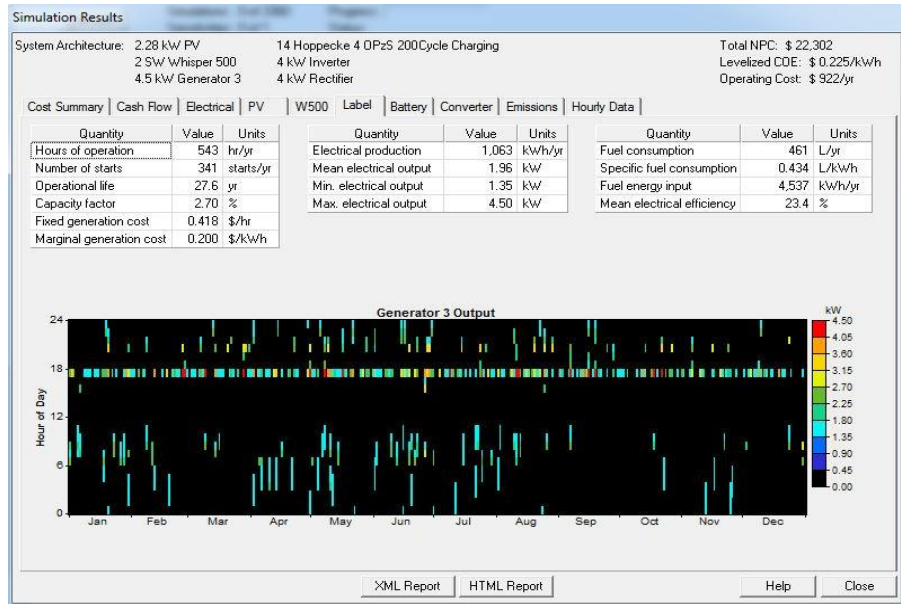 Simulation Results
System Architecture: 2.28 kW PV 14 Hoppecke 4 OPzS 200Cycle Charging Total NPC: $ 22,302
2 SW Whisper 500 4 kW Inverter Levelized COE: $ 0.225/kWh
4.5 kW Generator 3 4 kW Rectifier Operating Cost: $ 922/yr
Cost Summary Cash Flow Electrical PV W500 Label Battery Converter Emissions Hourly Data
Quantity Value Units Quantity Value Units Quantity Value Units
Hours of operation 543 hr/yr Electrical production 1,063 kWh/yr Fuel consumption 461 L/yr
Number of starts 341 starts/yr Mean electrical output 1.96 kW Specific fuel consumption 0.434 L/kWh
Operational life 27.6 yr Min. electrical output 1.35 kW Fuel energy input 4,537 kWh/yr
Capacity factor 2.70 % Max. electrical output 4.50 kW Mean electrical efficiency 23.4 %
Fixed generation cost 0.418 $/hr
Marginal generation cost 0.200 $/kWh
Generator 3 Output
kW
24
18
12
6
0
Hour of Day
Jan Feb Mar Apr May Jun Jul Aug Sep Oct Nov Dec
4.50
4.05
3.60
3.15
2.70
2.25
1.80
1.35
0.90
0.45
0.00
XML Report HTML Report Help Close